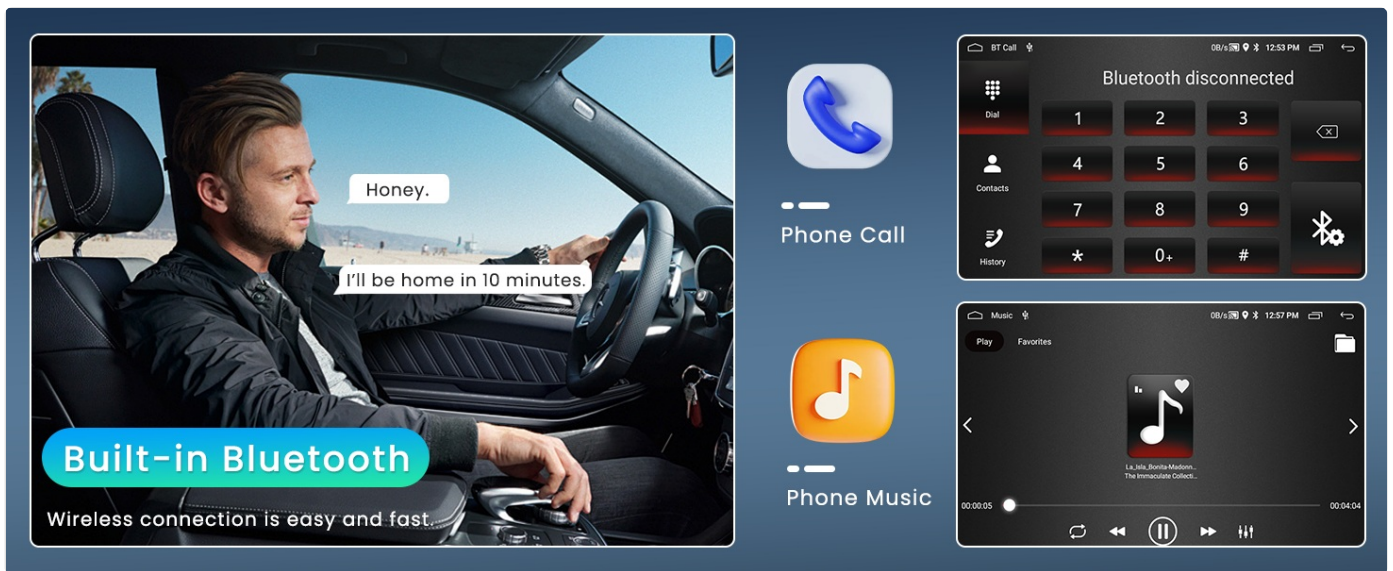 Honey.
I'll be home in 10 minutes.
Built-in Bluetooth
Wireless connection is easy and fast.
Phone Call
Phone Music
BT Call 0B/s 12:53 PM
Bluetooth disconnected
Dial
Contacts
History
1 2 3
4 5 6
7 8 9
* 0+ #
Music 0B/s 12:57 PM
Play Favorites
La_Isla_Bonita-Madonn..
The Immaculate Collecti...
00:00:05 00:04:04